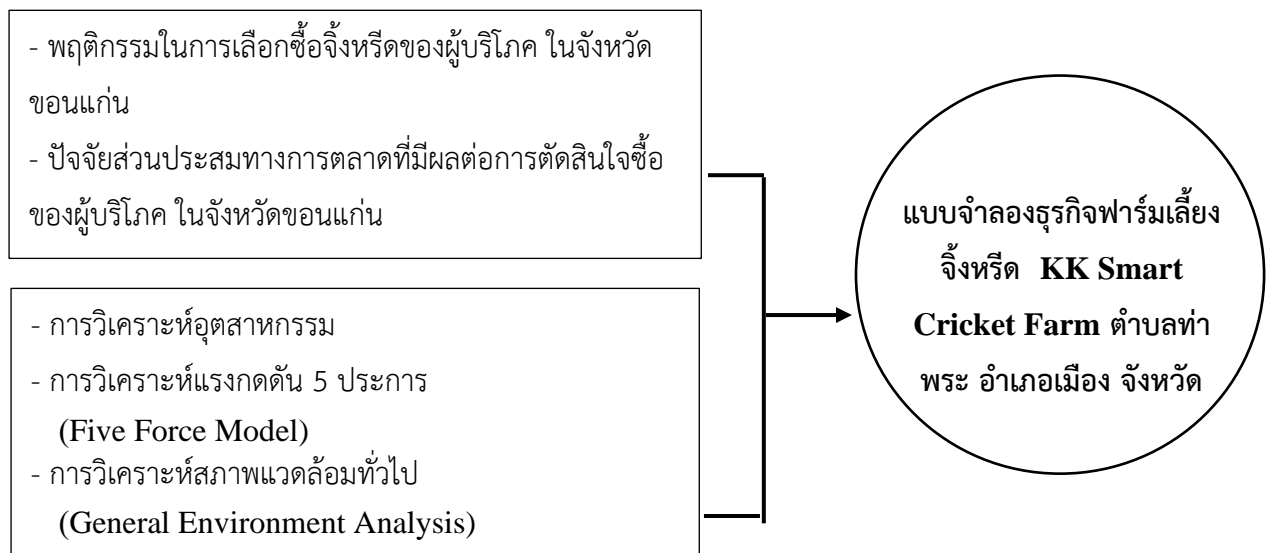 - พฤติกรรมในการเลือกซื้อจิ้งหรีดของผู้บริโภค ในจังหวัด
ขอนแก่น
- ปัจจัยส่วนประสมทางการตลาดที่มีผลต่อการตัดสินใจซื้อ
ของผู้บริโภค ในจังหวัดขอนแก่น
- การวิเคราะห์อุตสาหกรรม
- การวิเคราะห์แรงกดดัน 5 ประการ
(Five Force Model)
- การวิเคราะห์สภาพแวดล้อมทั่วไป
(General Environment Analysis)
แบบจำลองธุรกิจฟาร์มเลี้ยง
จิ้งหรีด KK Smart
Cricket Farm ตำบลท่า
พระ อำเภอเมือง จังหวัด